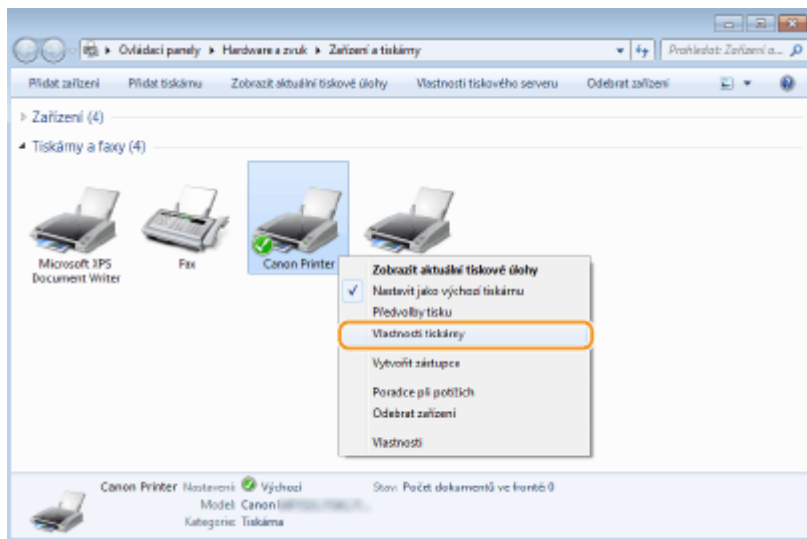 Ovládací panely ▸ Hardware a zvuk ▸ Zařízení a tiskárny
Prohledat: Zařízení a...
Přidat zařízení Přidat tiskárnu Zobrazit aktuální tiskové úlohy Vlastnosti tiskového serveru Odebrat zařízení
Zařízení (4)
Tiskárny a faxy (4)
Microsoft XPS
Document Writer
Fax
Canon Printer
Zobrazit aktuální tiskové úlohy
Nastavit jako výchozí tiskárnu
Předvolby tisku
Vlastnosti tiskárny
Vytvořit zástupce
Poradce při potížích
Odebrat zařízení
Vlastnosti
Canon Printer Nastavení: Výchozí Stav: Počet dokumentů ve frontě: 0
Model: Canon
Kategorie: Tiskárna